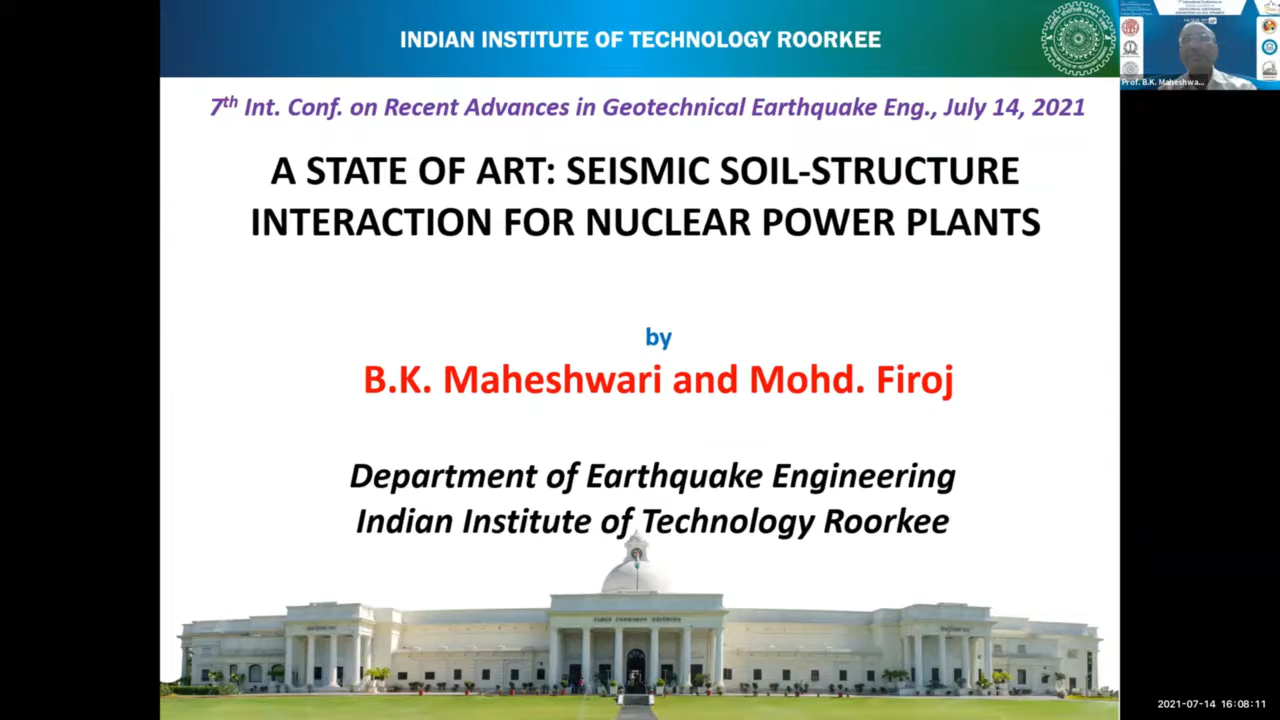 INDIAN INSTITUTE OF TECHNOLOGY ROORKEE
7th Int. Conf. on Recent Advances in Geotechnical Earthquake Eng., July 14, 2021
A STATE OF ART: SEISMIC SOIL-STRUCTURE
INTERACTION FOR NUCLEAR POWER PLANTS
by
B.K. Maheshwari and Mohd. Firoj
Department of Earthquake Engineering
Indian Institute of Technology Roorkee
Prof. B.K. Maheshwa...
2021-07-14 16:08:11